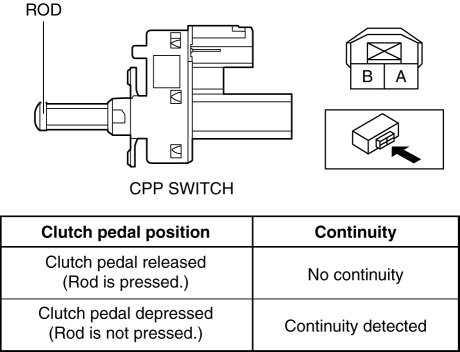 ROD
B A
CPP SWITCH
Clutch pedal position Continuity
Clutch pedal released
(Rod is pressed.)
No continuity
Clutch pedal depressed
(Rod is not pressed.)
Continuity detected